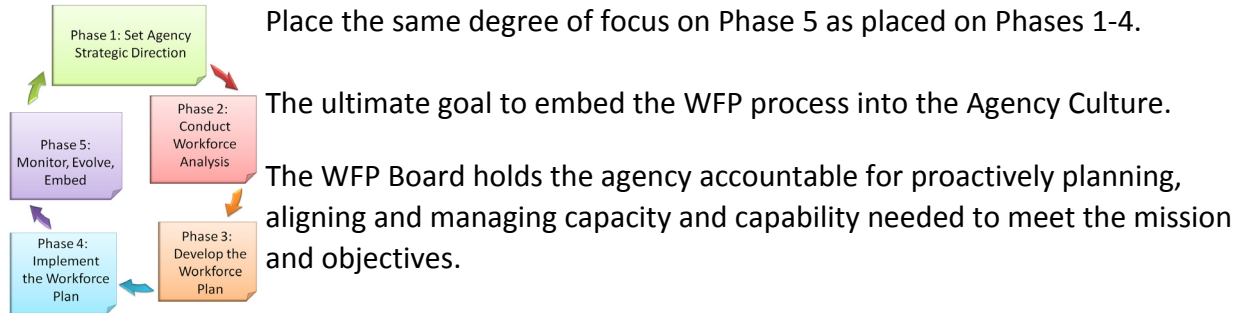 Phase 1: Set Agency
Strategic Direction
Phase 2:
Conduct
Workforce
Analysis
Phase 3:
Develop the
Workforce
Plan
Phase 4:
Implement
the Workforce
Plan
Phase 5:
Monitor, Evolve,
Embed
Place the same degree of focus on Phase 5 as placed on Phases 1-4.
The ultimate goal to embed the WFP process into the Agency Culture.
The WFP Board holds the agency accountable for proactively planning,
aligning and managing capacity and capability needed to meet the mission
and objectives.